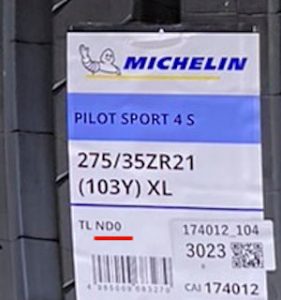 MICHELIN
PILOT SPORT 4 S
275/35ZR21
(103Y) XL
TL ND0
174012_104
3023
CAI 174012